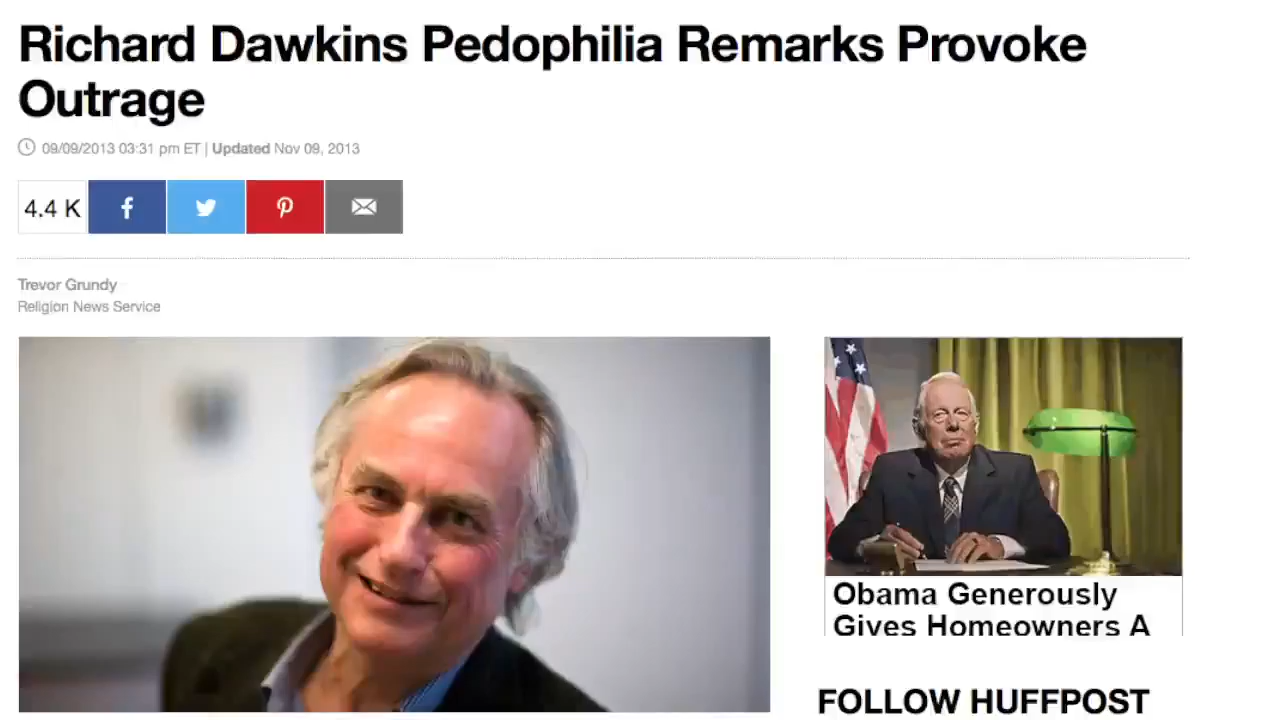 Richard Dawkins Pedophilia Remarks Provoke
Outrage
09/09/2013 03:31 pm ET | Updated Nov 09, 2013
4.4 K
Trevor Grundy
Religion News Service
Obama Generously
Gives Homeowners A
FOLLOW HUFFPOST